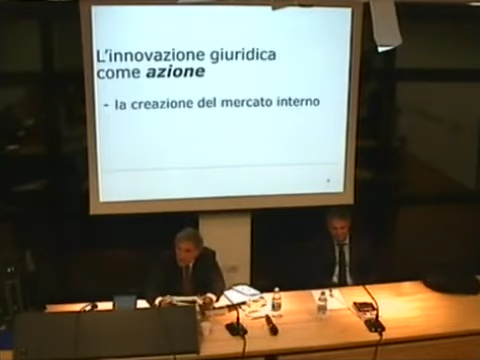 L'innovazione giuridica
come azione
- la creazione del mercato interno